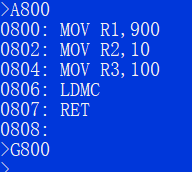 >A800
0800: MOV R1,900
0802: MOV R2,10
0804: MOV R3,100
0806: LDMC
0807: RET
0808:
>G800
>